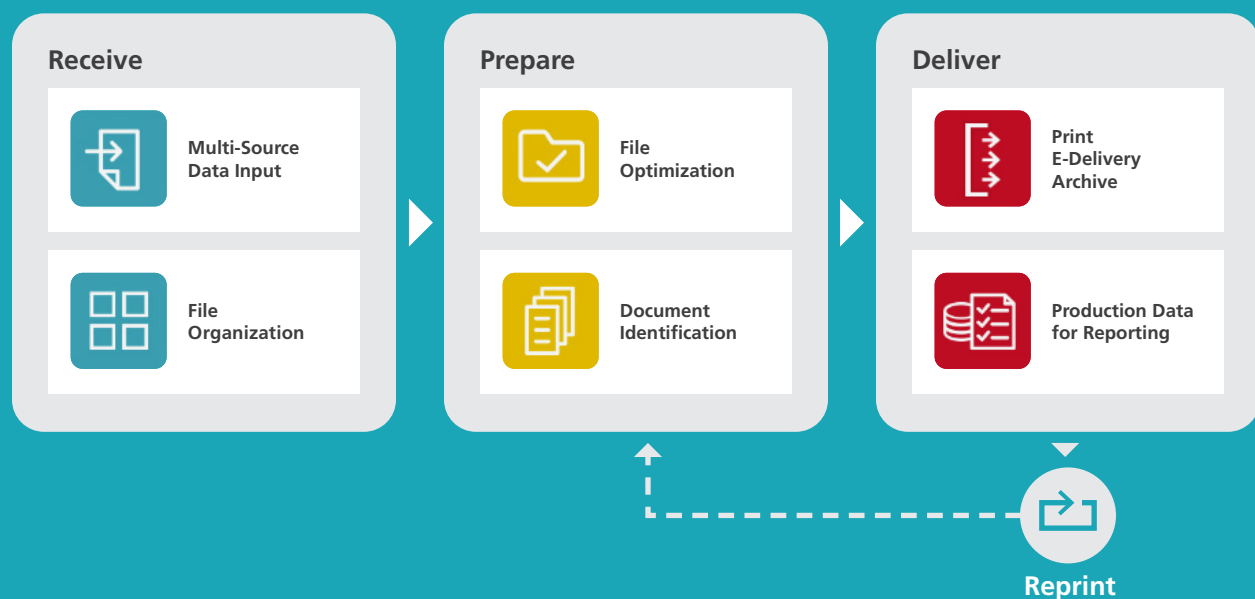 Receive
Multi-Source
Data Input
File
Organization
Prepare
File
Optimization
Document
Identification
Deliver
Print
E-Delivery
Archive
Production Data
for Reporting
Reprint